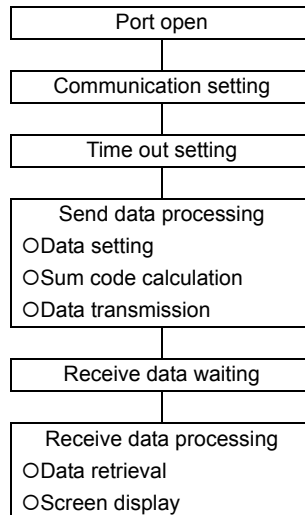 Port open
Communication setting
Time out setting
Send data processing
○Data setting
○Sum code calculation
○Data transmission
Receive data waiting
Receive data processing
○Data retrieval
○Screen display